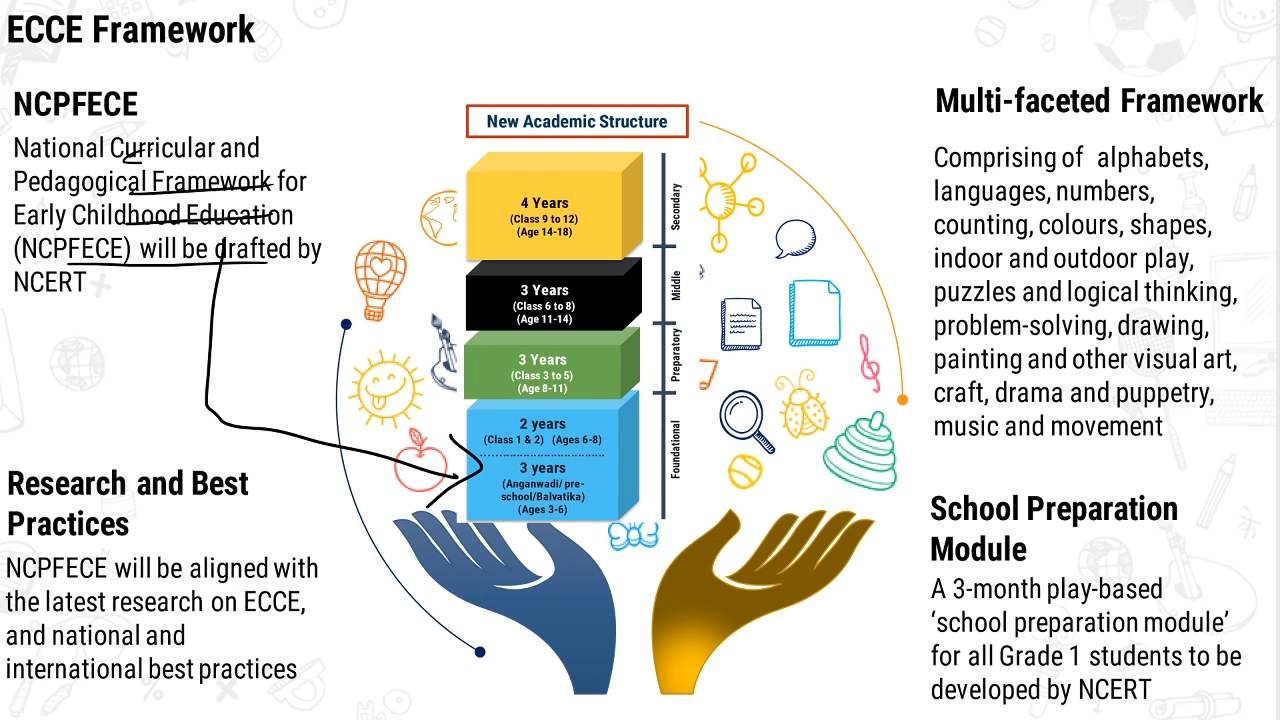 ECCE Framework
NCPFECE
National Curricular and
Pedagogical Framework for
Early Childhood Education
(NCPFECE) will be drafted by
NCERT
Research and Best
Practices
NCPFECE will be aligned with
the latest research on ECCE,
and national and
international best practices
New Academic Structure
4 Years
(Class 9 to 12)
(Age 14-18)
Secondary
3 Years
(Class 6 to 8)
(Age 11-14)
Middle
3 Years
(Class 3 to 5)
(Age 8-11)
Preparatory
2 years
(Class 1 & 2) (Ages 6-8)
3 years
(Anganwadi/ pre-
school/Balvatika)
(Ages 3-6)
Foundational
Multi-faceted Framework
Comprising of alphabets,
languages, numbers,
counting, colours, shapes,
indoor and outdoor play,
puzzles and logical thinking,
problem-solving, drawing,
painting and other visual art,
craft, drama and puppetry,
music and movement
School Preparation
Module
A 3-month play-based
‘school preparation module’
for all Grade 1 students to be
developed by NCERT